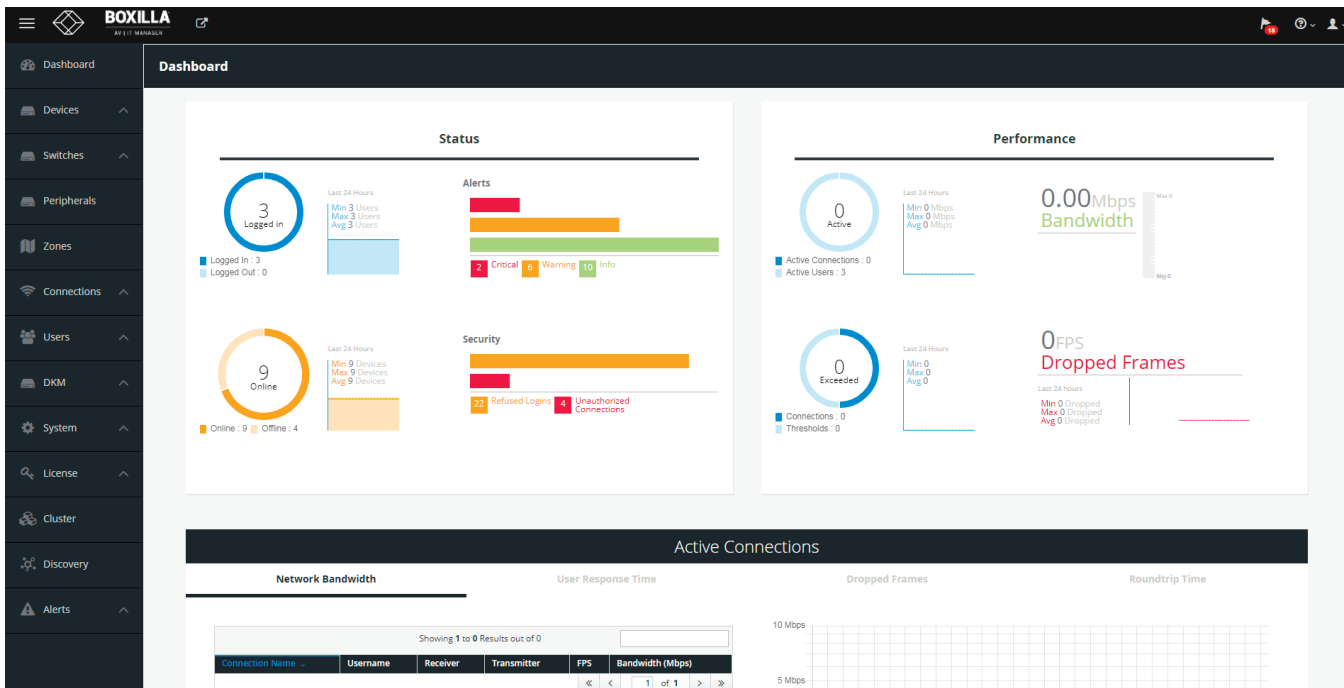 BOXILLA
AV | IT MANAGER
18
Dashboard
Devices
Switches
Peripherals
Zones
Connections
Users
DKM
System
License
Cluster
Discovery
Alerts
Dashboard
Status
3
Logged in
Logged In : 3
Logged Out : 0
Last 24 Hours
Min 3 Users
Max 3 Users
Avg 3 Users
Alerts
2 Critical 6 Warning 10 Info
9
Online
Online : 9 Offline : 4
Last 24 Hours
Min 9 Devices
Max 9 Devices
Avg 9 Devices
Security
22 Refused Logins 4 Unauthorized
Connections
Performance
0
Active
Active Connections : 0
Active Users : 3
Last 24 Hours
Min 0 Mbps
Max 0 Mbps
Avg 0 Mbps
0.00Mbps
Bandwidth
Max 0
Avg 0
0
Exceeded
Connections : 0
Thresholds : 0
Last 24 Hours
Min 0
Max 0
Avg 0
0FPS
Dropped Frames
Last 24 hours
Min 0 Dropped
Max 0 Dropped
Avg 0 Dropped
Active Connections
Network Bandwidth User Response Time Dropped Frames Roundtrip Time
Showing 1 to 0 Results out of 0
Connection Name Username Receiver Transmitter FPS Bandwidth (Mbps)
« < 1 of 1 > »
10 Mbps
5 Mbps